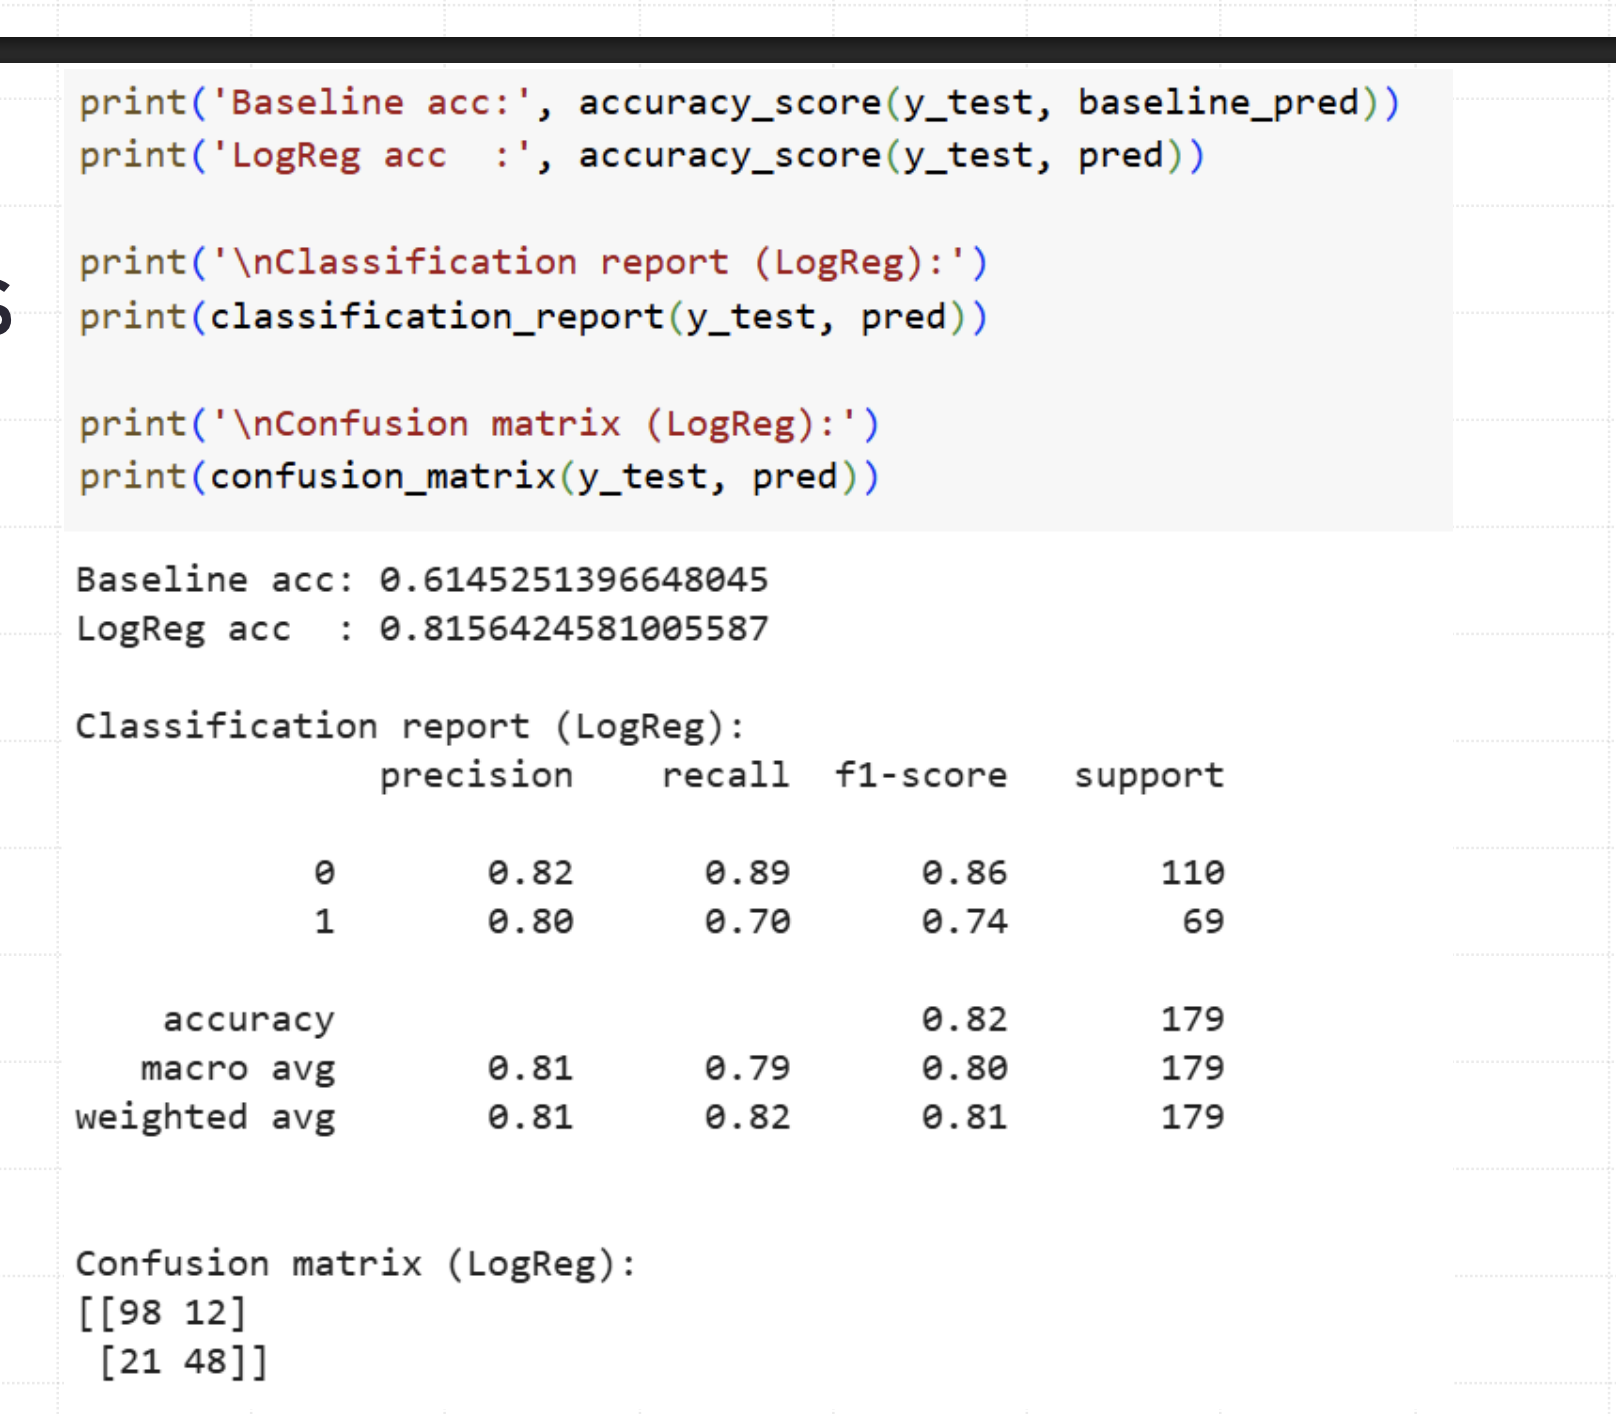 print('Baseline acc:', accuracy_score(y_test, baseline_pred))
print('LogReg acc  :', accuracy_score(y_test, pred))
print('\nClassification report (LogReg):')
print(classification_report(y_test, pred))
print('\nConfusion matrix (LogReg):')
print(confusion_matrix(y_test, pred))
Baseline acc: 0.6145251396648045
LogReg acc  : 0.8156424581005587
Classification report (LogReg):
precision recall f1-score support
0 0.82 0.89 0.86 110
1 0.80 0.70 0.74 69
accuracy 0.82 179
macro avg 0.81 0.79 0.80 179
weighted avg 0.81 0.82 0.81 179
Confusion matrix (LogReg):
[[98 12]
[21 48]]